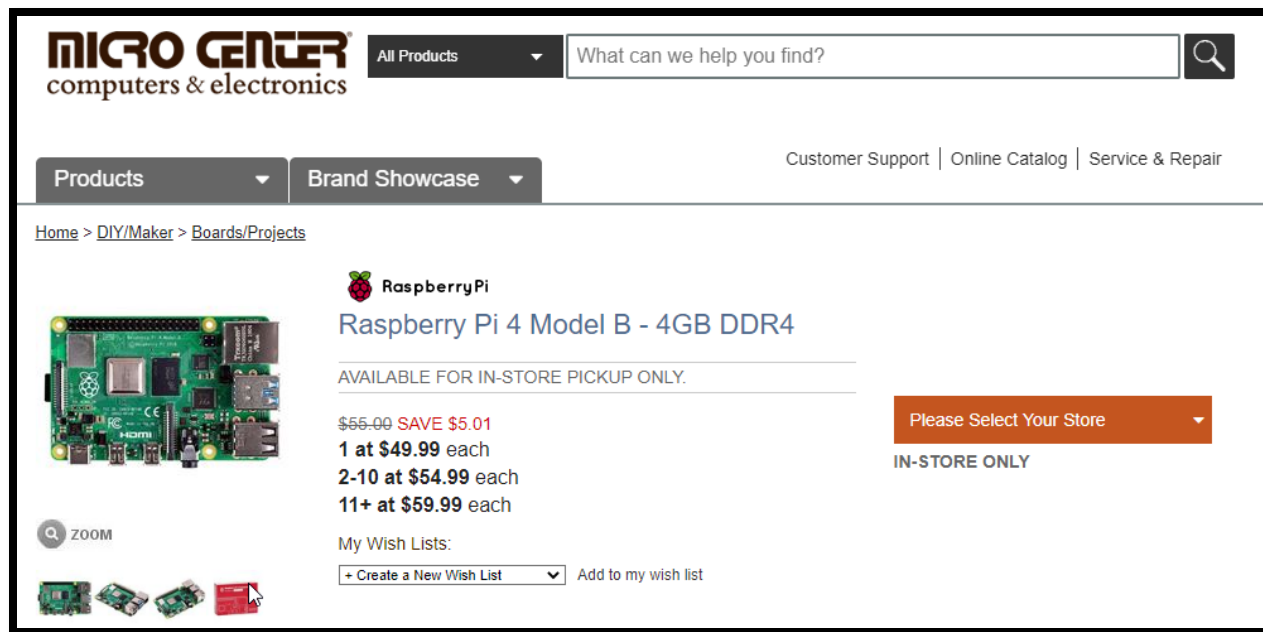 MICRO CENTER
computers & electronics
All Products
What can we help you find?
Customer Support | Online Catalog | Service & Repair
Products
Brand Showcase
Home > DIY/Maker > Boards/Projects
RaspberryPi
Raspberry Pi 4 Model B - 4GB DDR4
AVAILABLE FOR IN-STORE PICKUP ONLY.
$55.00 SAVE $5.01
1 at $49.99 each
2-10 at $54.99 each
11+ at $59.99 each
Please Select Your Store
IN-STORE ONLY
HDMI
FC CE
ZOOM
My Wish Lists:
+ Create a New Wish List
Add to my wish list